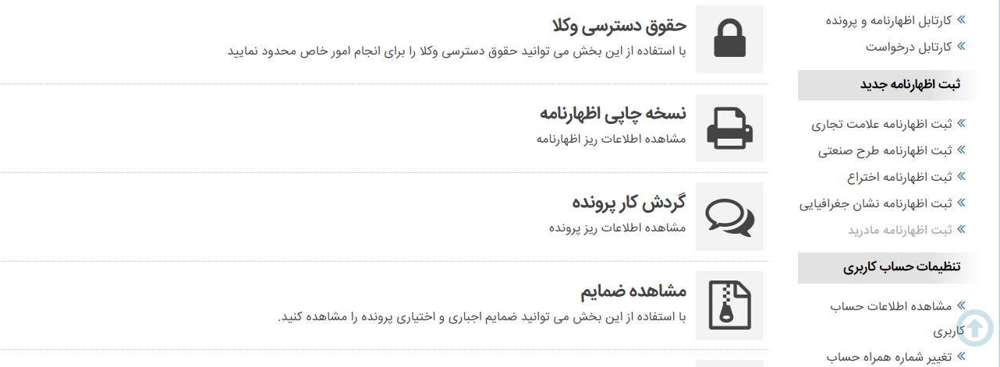 کارتابل اظهارنامه و پرونده
کارتابل درخواست
ثبت اظهارنامه جدید
ثبت اظهارنامه علامت تجاری
ثبت اظهارنامه طرح صنعتی
ثبت اظهارنامه اختراع
ثبت اظهارنامه نشان جغرافیایی
ثبت اظهارنامه مادرید
تنظیمات حساب کاربری
مشاهده اطلاعات حساب
کاربری
تغییر شماره همراه حساب
حقوق دسترسی وکلا
با استفاده از این بخش می توانید حقوق دسترسی وکلا را برای انجام امور خاص محدود نمایید
نسخه چاپی اظهارنامه
مشاهده اطلاعات ریز اظهارنامه
گردش کار پرونده
مشاهده اطلاعات ریز پرونده
مشاهده ضمایم
با استفاده از این بخش می توانید ضمایم اجباری و اختیاری پرونده را مشاهده کنید.